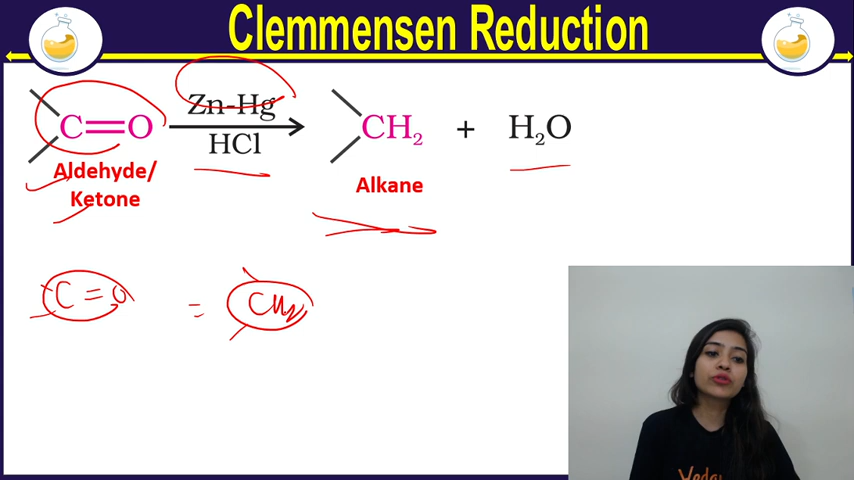 Clemmensen Reduction
C=O Zn-Hg CH₂ + H₂O
HCl
Aldehyde/
Ketone
Alkane
C=O = CH₂